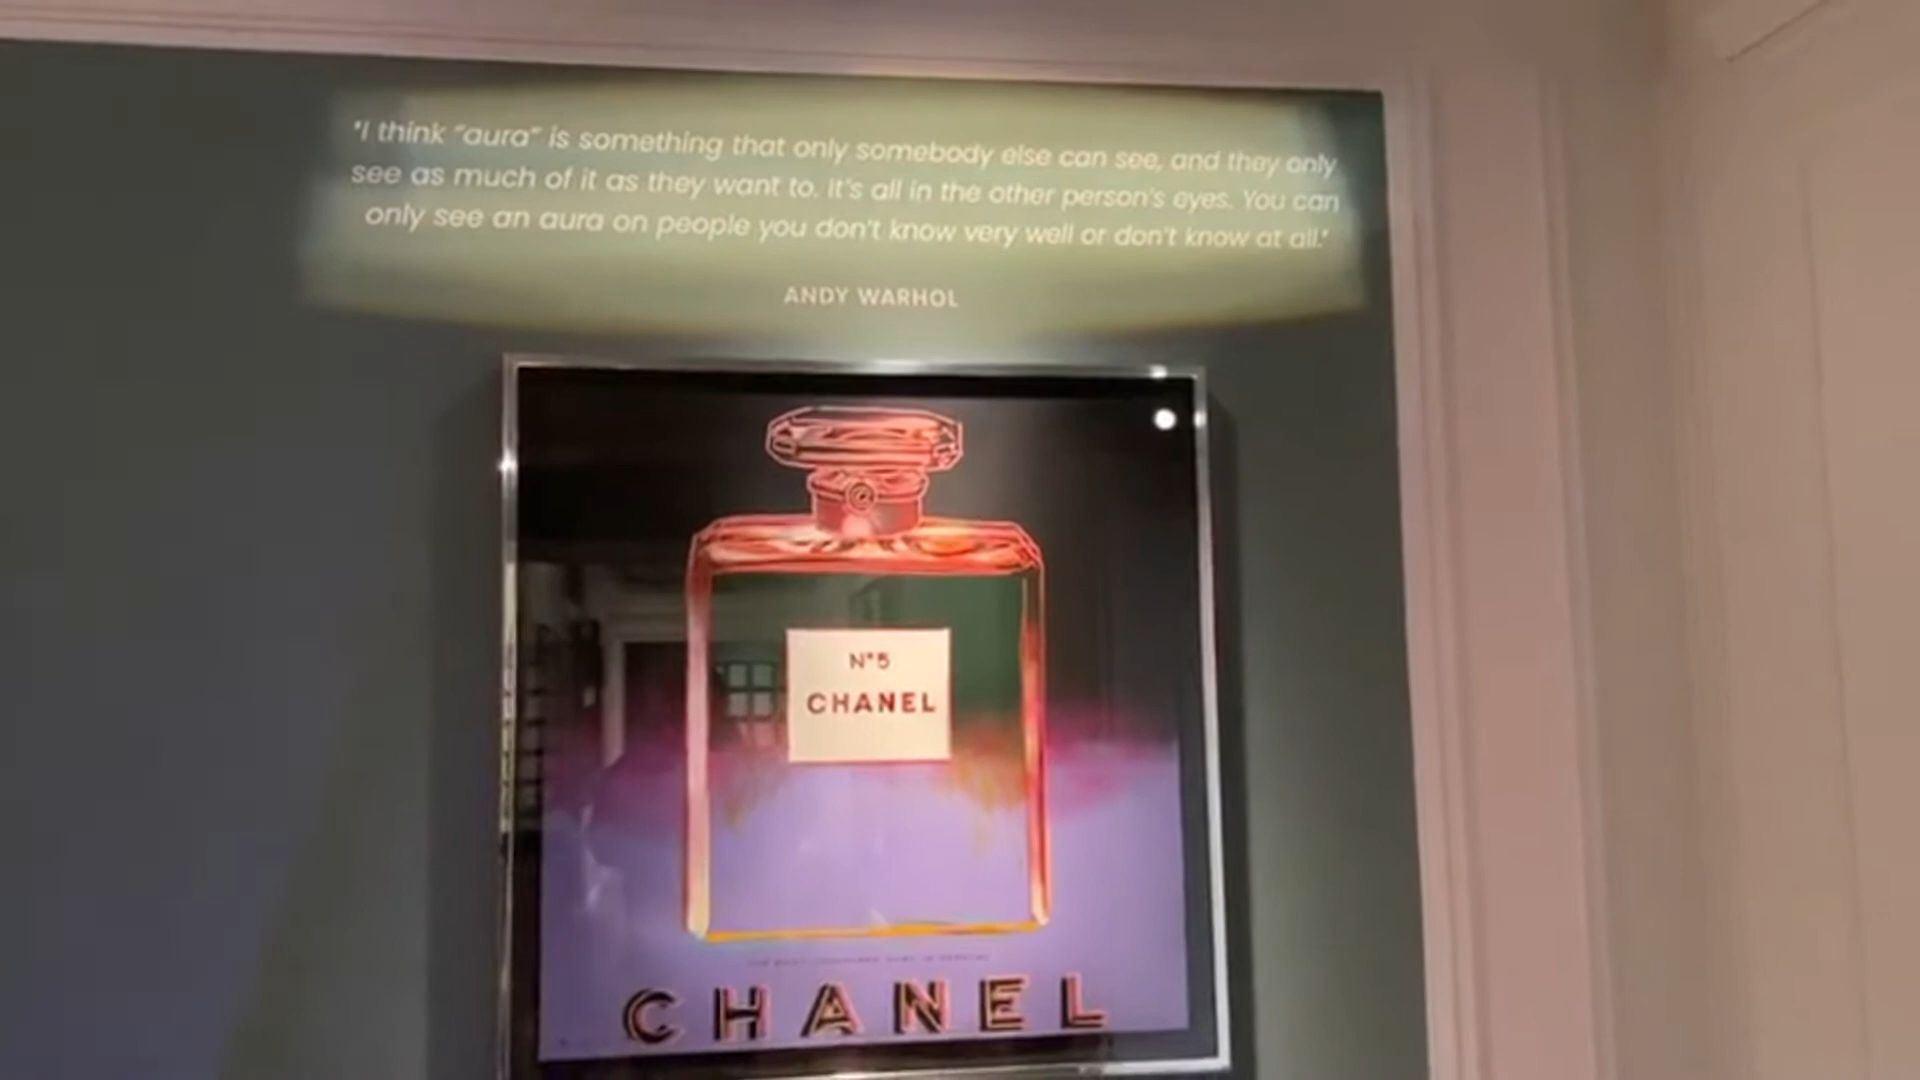 "I think "aura" is something that only somebody else can see, and they only
see as much of it as they want to. It's all in the other person's eyes. You can
only see an aura on people you don't know very well or don't know at all."
ANDY WARHOL
N°5
CHANEL
CHANEL